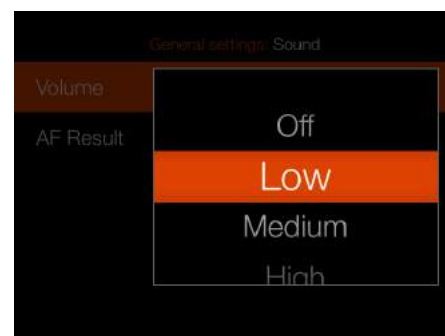 General settings: Sound
Volume
Off
AF Result
Low
Medium
High